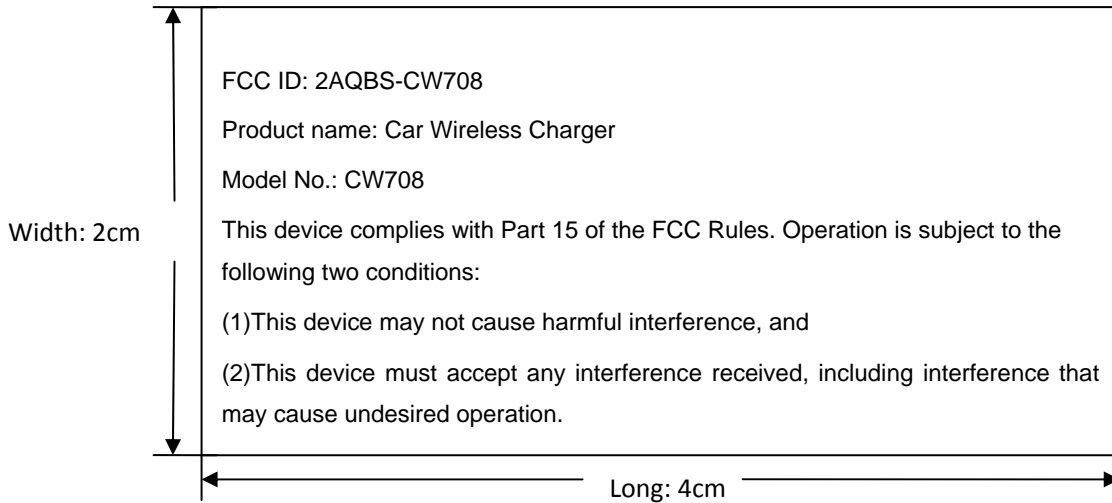 FCC ID: 2AQBS-CW708
Product name: Car Wireless Charger
Model No.: CW708
Width: 2cm
This device complies with Part 15 of the FCC Rules. Operation is subject to the
following two conditions:
(1)This device may not cause harmful interference, and
(2)This device must accept any interference received, including interference that
may cause undesired operation.
Long: 4cm